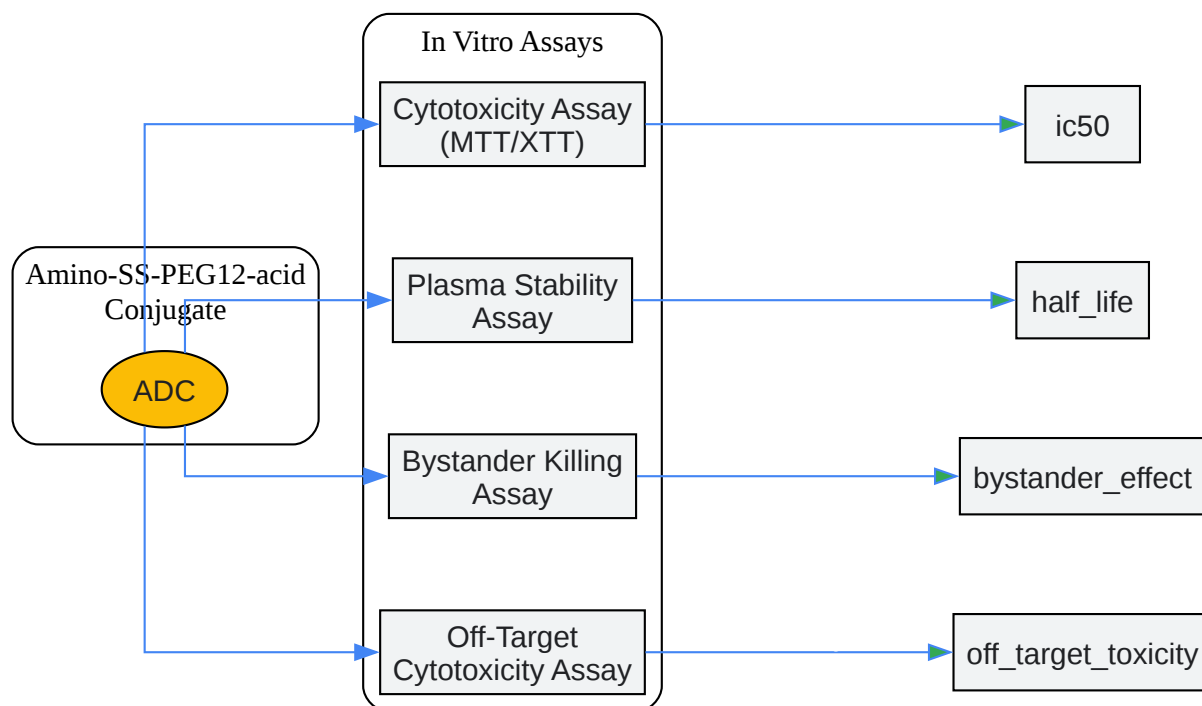 In Vitro Assays
Cytotoxicity Assay
(MTT/XTT)
ic50
Amino-SS-PEG12-acid
Conjugate
ADC
Plasma Stability
Assay
half_life
Bystander Killing
Assay
bystander_effect
Off-Target
Cytotoxicity Assay
off_target_toxicity